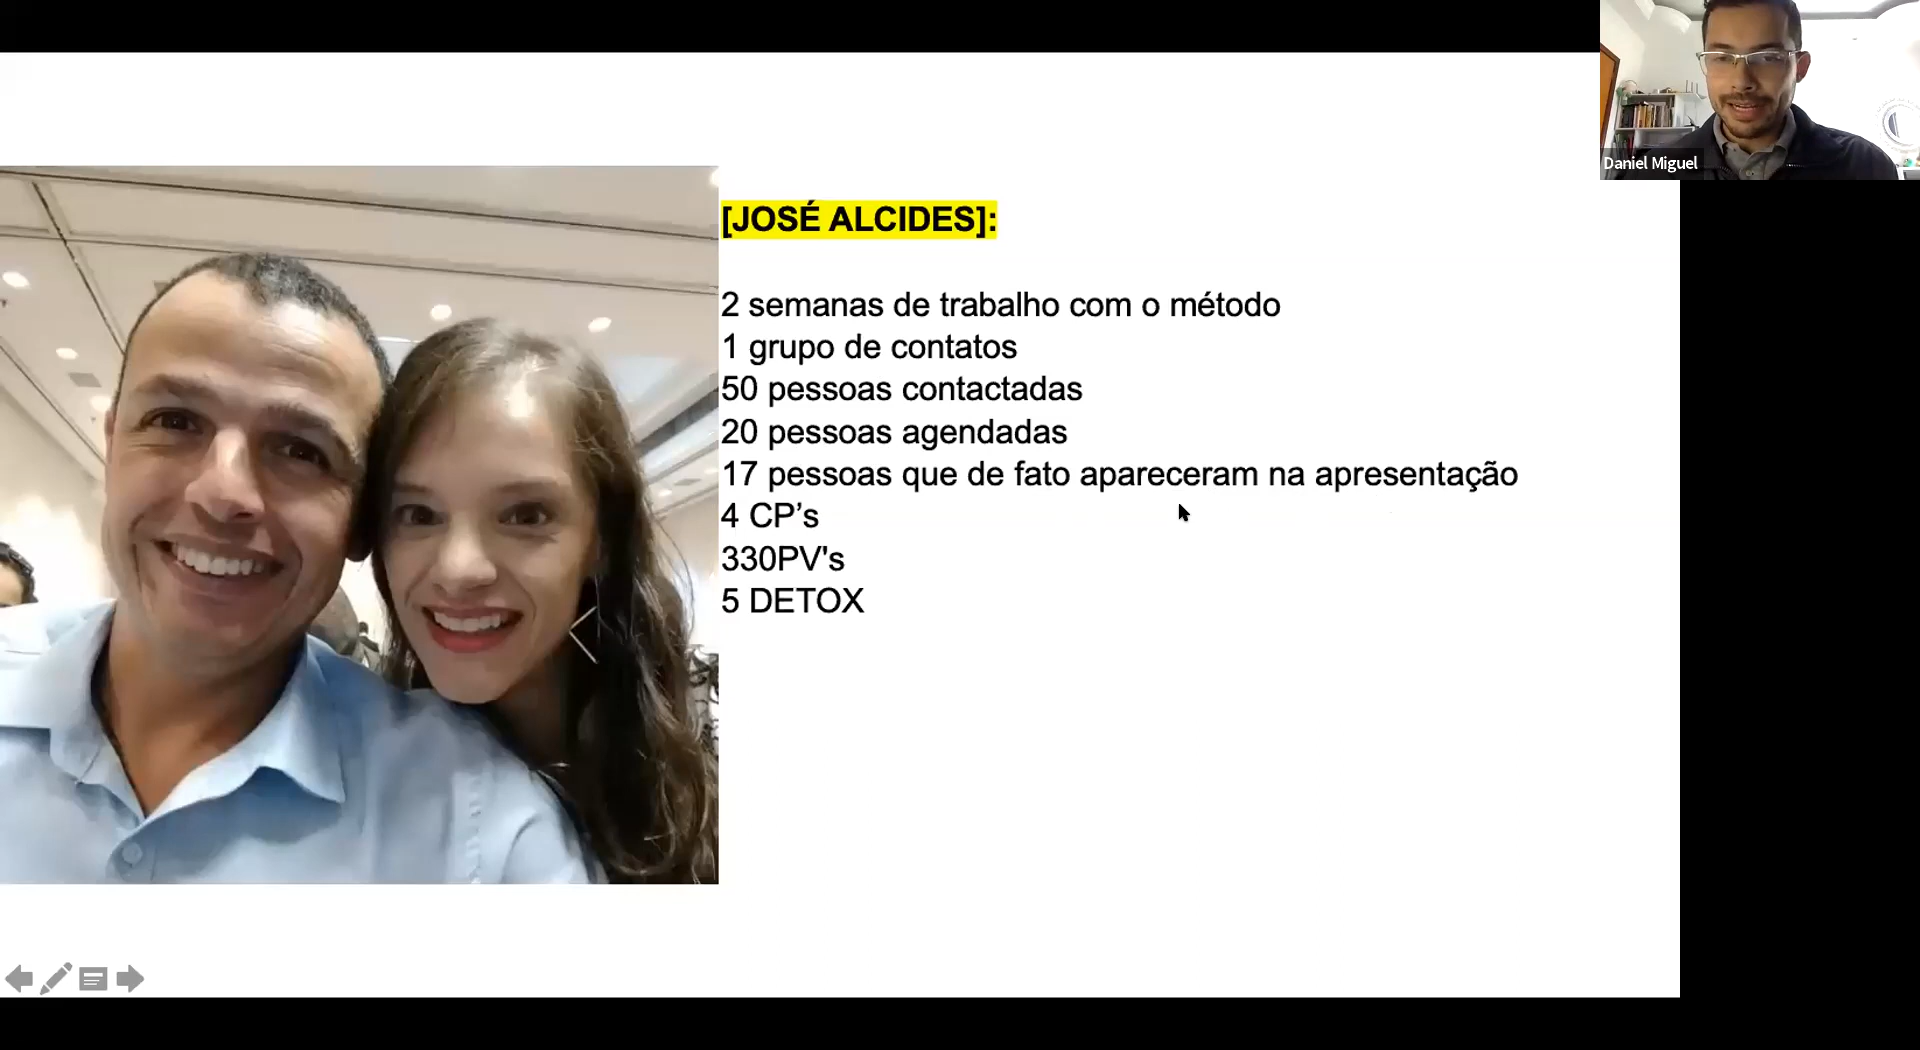 Daniel Miguel
[JOSÉ ALCIDES]:
2 semanas de trabalho com o método
1 grupo de contatos
50 pessoas contactadas
20 pessoas agendadas
17 pessoas que de fato apareceram na apresentação
4 CP’s
330PV's
5 DETOX